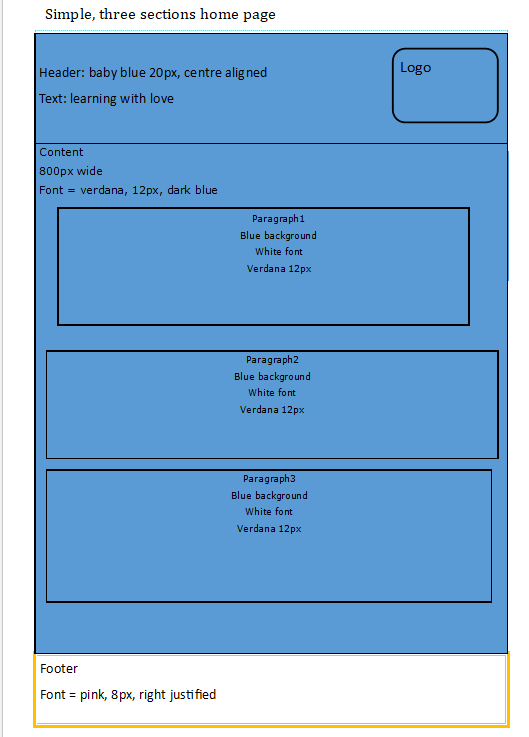 Simple, three sections home page
Header: baby blue 20px, centre aligned
Logo
Text: learning with love
Content
800px wide
Font = verdana, 12px, dark blue
Paragraph1
Blue background
White font
Verdana 12px
Paragraph2
Blue background
White font
Verdana 12px
Paragraph3
Blue background
White font
Verdana 12px
Footer
Font = pink, 8px, right justified